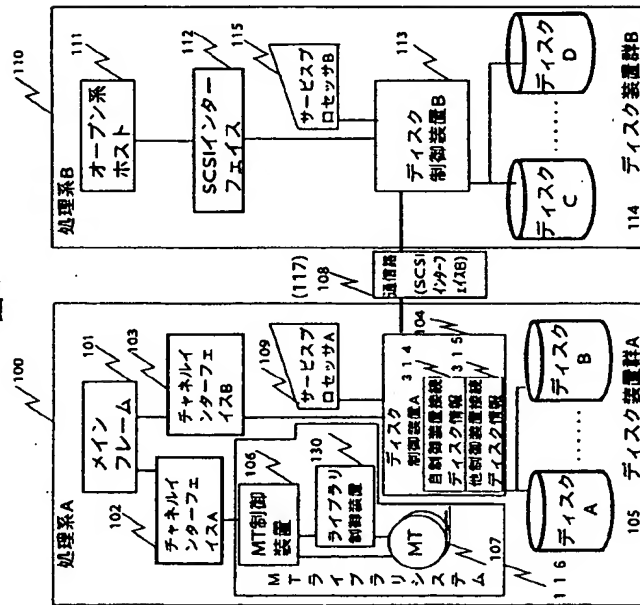 100
処理系A
メイン
フレーム
101
102
チャネルイ
ンターフェ
イスA
103
チャネルイ
ンターフェ
イスB
109
サービスプ
ロセッサA
106
MT制御
装置
130
ライブラリ
制御装置
MT
107
MTライブラリシステム
116
ディスク
制御装置A
104
314
自制御装置接続
ディスク情報
315
他制御装置接続
ディスク情報
ディスク
A
......
ディスク
B
105
ディスク装置群A
(117)
108
通信路
(SCSI
インター
フェイスB)
110
処理系B
オープン系
ホスト
111
SCSIインター
フェイス
112
サービスプ
ロセッサB
115
ディスク
制御装置B
113
ディスク
C
......
ディスク
D
114
ディスク装置群B